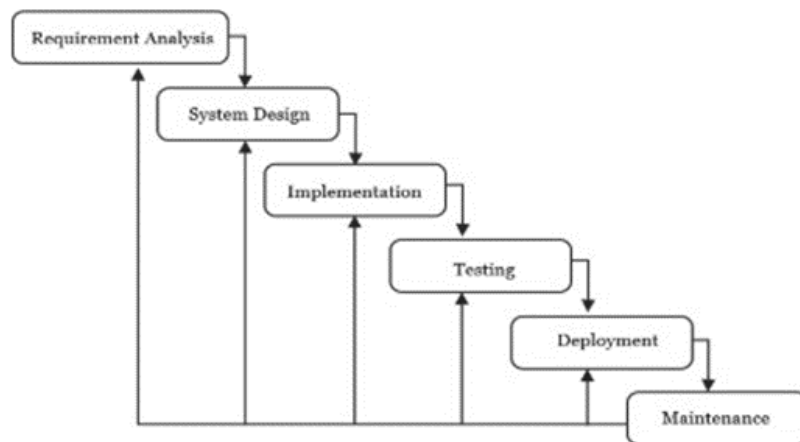 Requirement Analysis
System Design
Implementation
Testing
Deployment
Maintenance